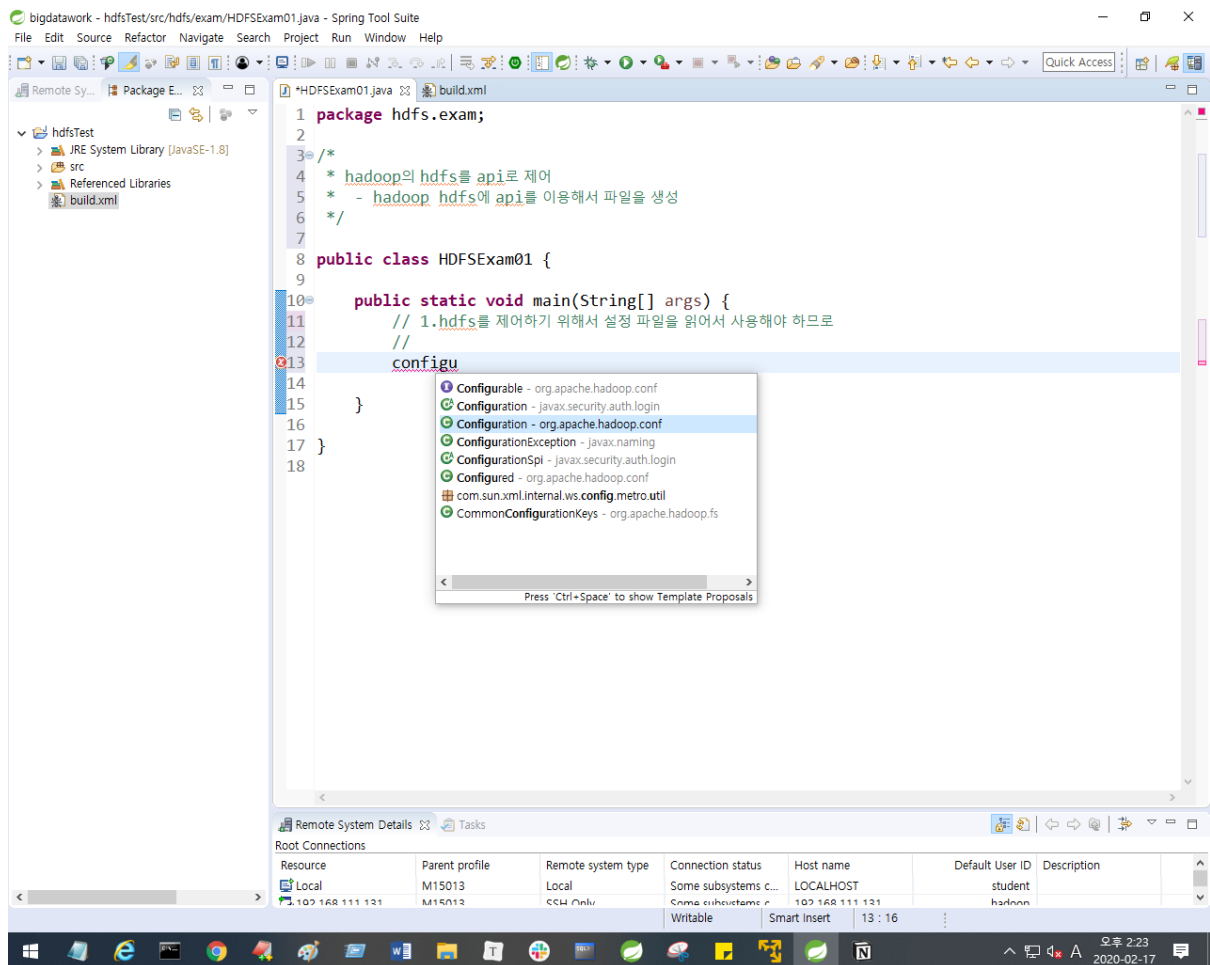 bigdatawork - hdfsTest/src/hdfs/exam/HDFSExam01.java - Spring Tool Suite
File Edit Source Refactor Navigate Search Project Run Window Help
Quick Access
Remote Sy... Package E...
*HDFSExam01.java build.xml
hdfsTest
JRE System Library [JavaSE-1.8]
src
Referenced Libraries
build.xml
1 package hdfs.exam;
2
3 /*
4 * hadoop의 hdfs를 api로 제어
5 * - hadoop hdfs에 api를 이용해서 파일을 생성
6 */
7
8 public class HDFSExam01 {
9
10 public static void main(String[] args) {
11 // 1.hdfs를 제어하기 위해서 설정 파일을 읽어서 사용해야 하므로
12 //
13 configu
14
15 }
16
17 }
18
Configurable - org.apache.hadoop.conf
Configuration - javax.security.auth.login
Configuration - org.apache.hadoop.conf
ConfigurationException - javax.naming
ConfigurationSpi - javax.security.auth.login
Configured - org.apache.hadoop.conf
com.sun.xml.internal.ws.config.metro.util
CommonConfigurationKeys - org.apache.hadoop.fs
Press 'Ctrl+Space' to show Template Proposals
Remote System Details Tasks
Root Connections
Resource Parent profile Remote system type Connection status Host name Default User ID Description
Local M15013 Local Some subsystems c... LOCALHOST student
192.168.111.131 M15013 SSH Only Some subsystems c... 192.168.111.131 hadoop
Writable Smart Insert 13 : 16
A 오후 2:23
2020-02-17